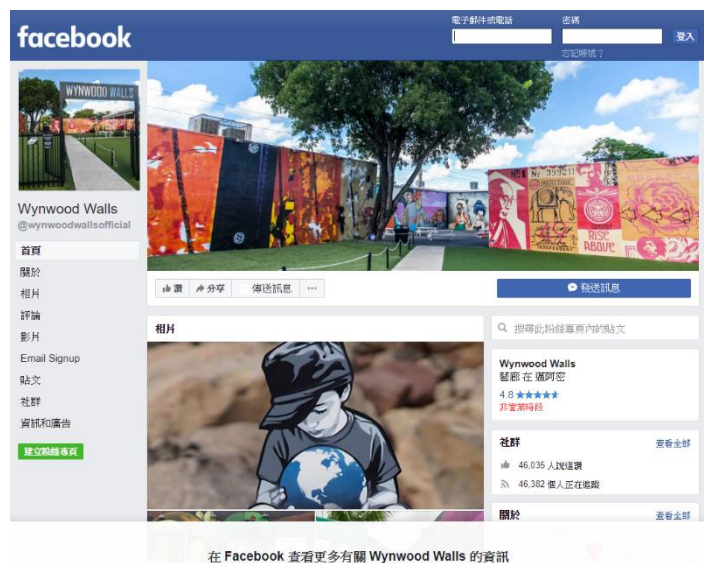 facebook
電子郵件或電話
密碼
登入
忘記帳號？
WYNWOOD WALLS
Nr 399211
RISE
ABOVE
Wynwood Walls
@wynwoodwallsofficial
首頁
關於
相片
評論
影片
Email Signup
貼文
社群
資訊和廣告
建立粉絲專頁
讚
分享
傳送訊息
...
發送訊息
相片
搜尋此粉絲專頁內的貼文
Wynwood Walls
藝廊 在 邁阿密
4.8
非營業時段
社群
查看全部
46,035 人說這讚
46,382 個人正在追蹤
關於
查看全部
在 Facebook 查看更多有關 Wynwood Walls 的資訊